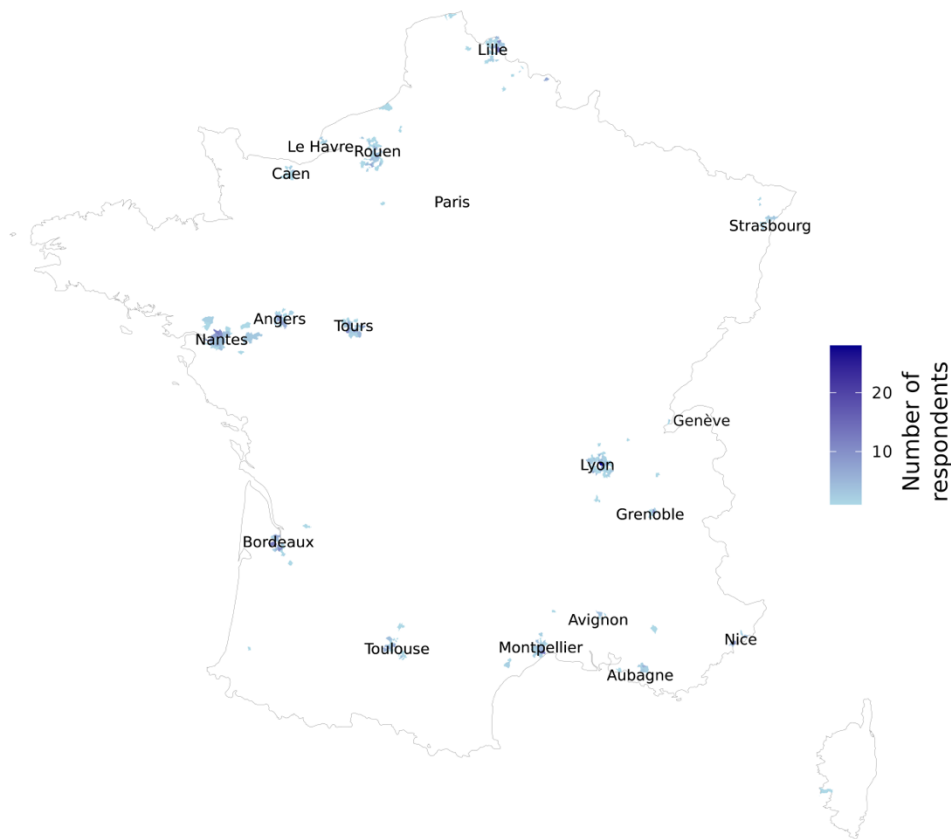 Lille
Le Havre
Rouen
Caen
Paris
Strasbourg
Angers
Tours
Nantes
Genève
Lyon
Grenoble
Bordeaux
Avignon
Nice
Toulouse
Montpellier
Aubagne
20
10
Number of
respondents